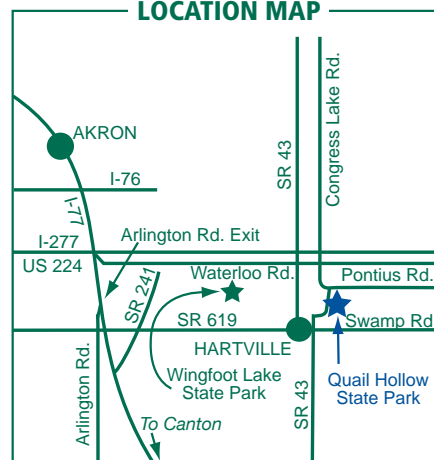 LOCATION MAP
AKRON
I-76
I-77
SR 43
Congress Lake Rd.
I-277
US 224
Arlington Rd. Exit
SR 241
Waterloo Rd.
Pontius Rd.
SR 619
Swamp Rd
HARTVILLE
Wingfoot Lake
State Park
Arlington Rd.
To Canton
SR 43
Quail Hollow
State Park